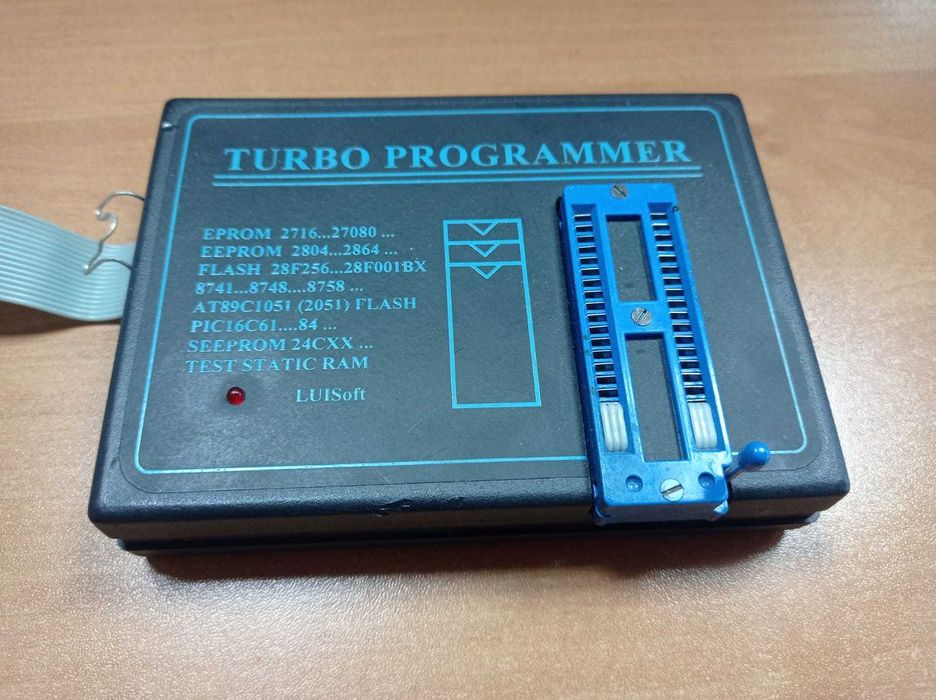 TURBO PROGRAMMER
EPROM 2716...27080 ...
EEPROM 2804...2864 ...
FLASH 28F256...28F001BX
8741...8748....8758 ...
AT89C1051 (2051) FLASH
PIC16C61....84 ...
SEEPROM 24CXX ...
TEST STATIC RAM
LUISoft